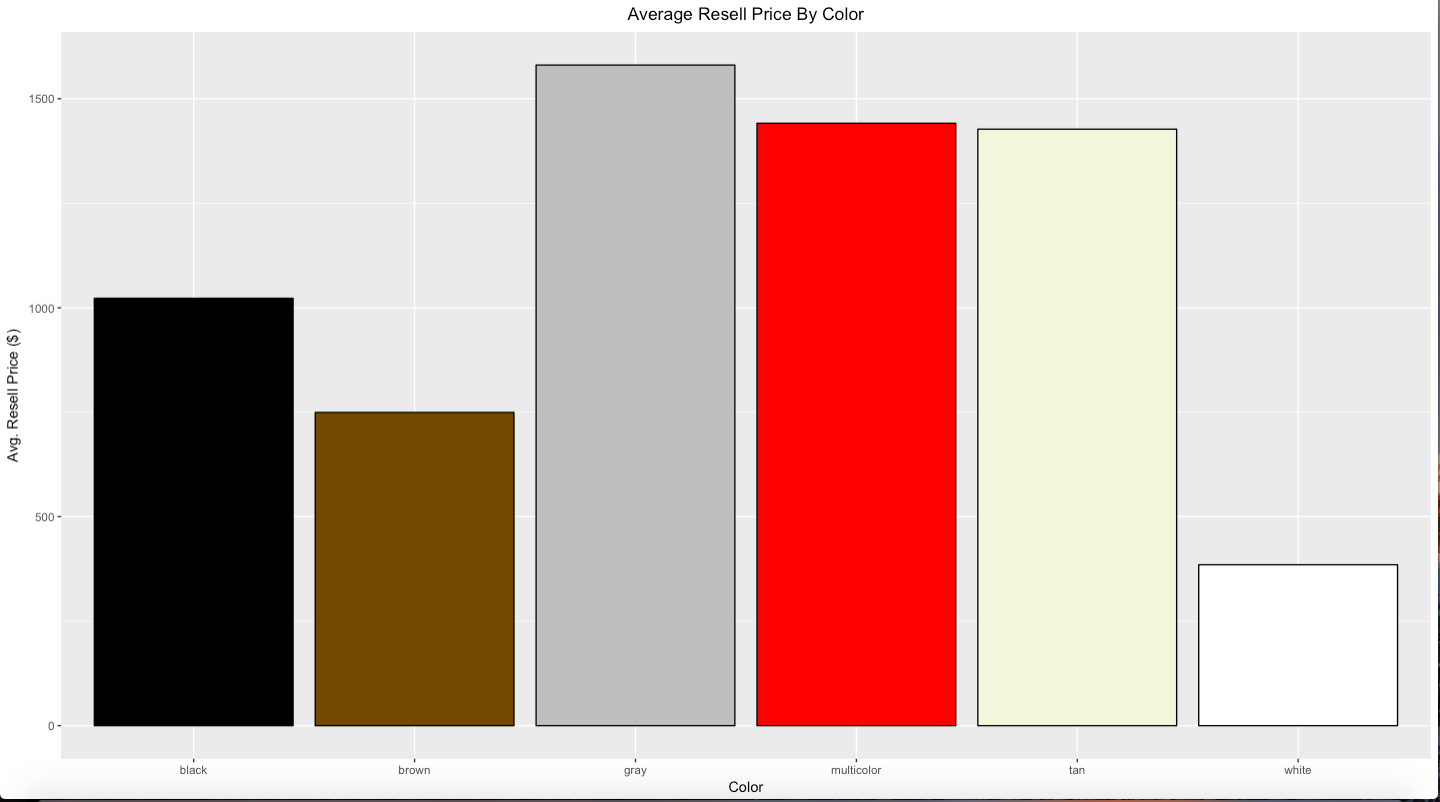 Average Resell Price By Color
Avg. Resell Price ($)
1500
1000
500
0
black brown gray multicolor tan white
Color